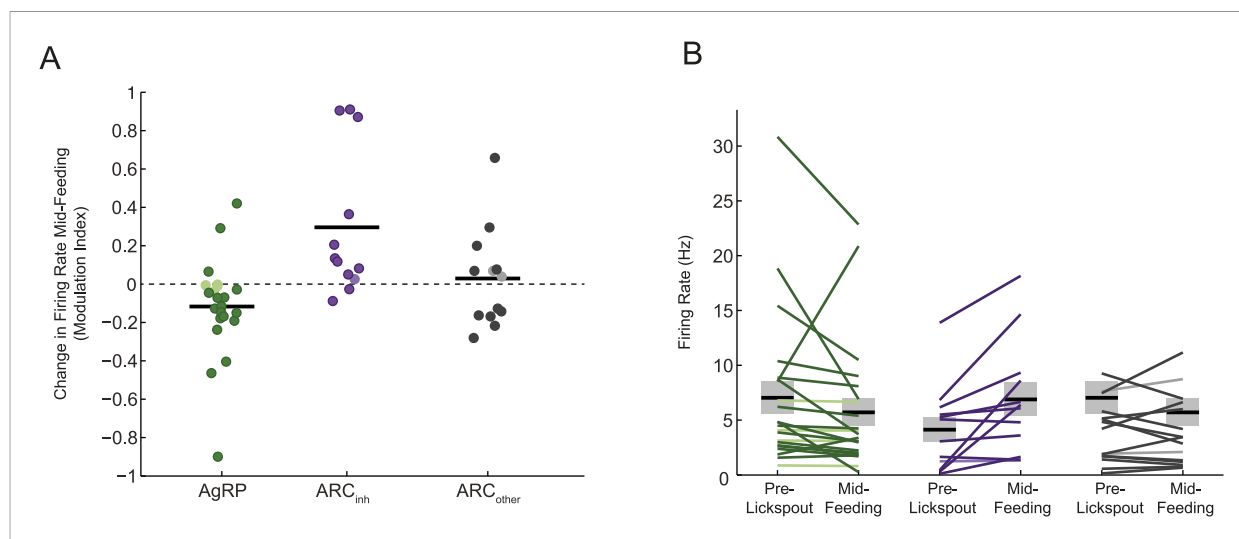 A
B
Change in Firing Rate Mid-Feeding
(Modulation Index)
1
0.8
0.6
0.4
0.2
0
−0.2
−0.4
−0.6
−0.8
−1
AgRP
ARCinh
ARCother
Firing Rate (Hz)
30
25
20
15
10
5
0
Pre-
Lickspout
Mid-
Feeding
Pre-
Lickspout
Mid-
Feeding
Pre-
Lickspout
Mid-
Feeding